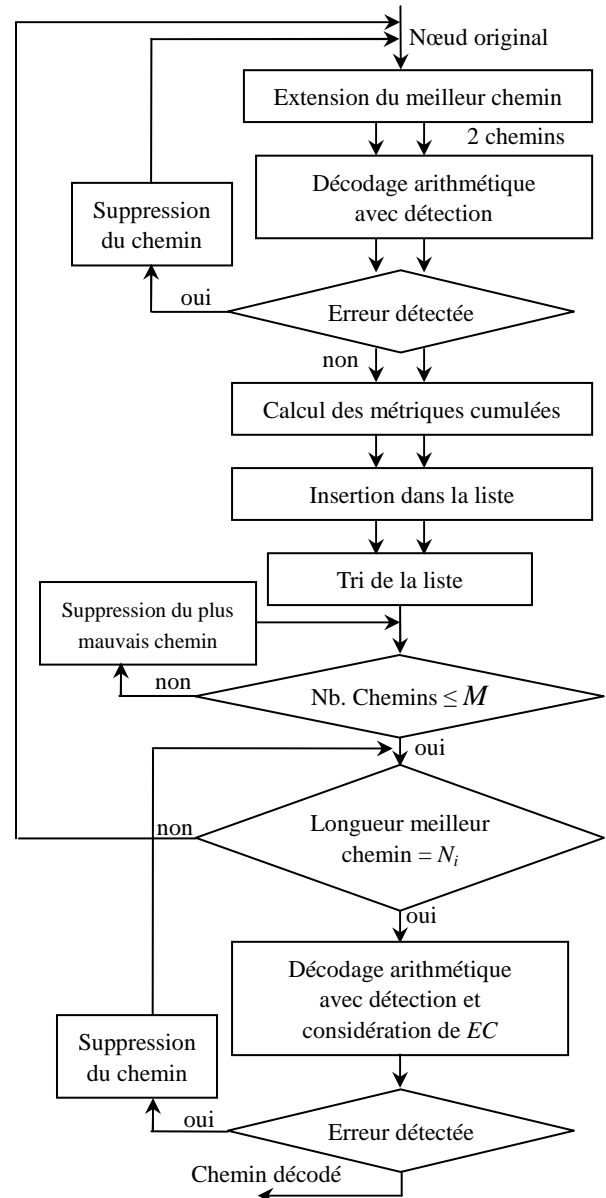 Nœud original
Extension du meilleur chemin
2 chemins
Décodage arithmétique
avec détection
Suppression
du chemin
oui
Erreur détectée
non
Calcul des métriques cumulées
Insertion dans la liste
Tri de la liste
Suppression du plus
mauvais chemin
non
Nb. Chemins ≤ M
oui
non
Longueur meilleur
chemin = Ni
oui
Décodage arithmétique
avec détection et
considération de EC
Suppression
du chemin
oui
Erreur détectée
Chemin décodé